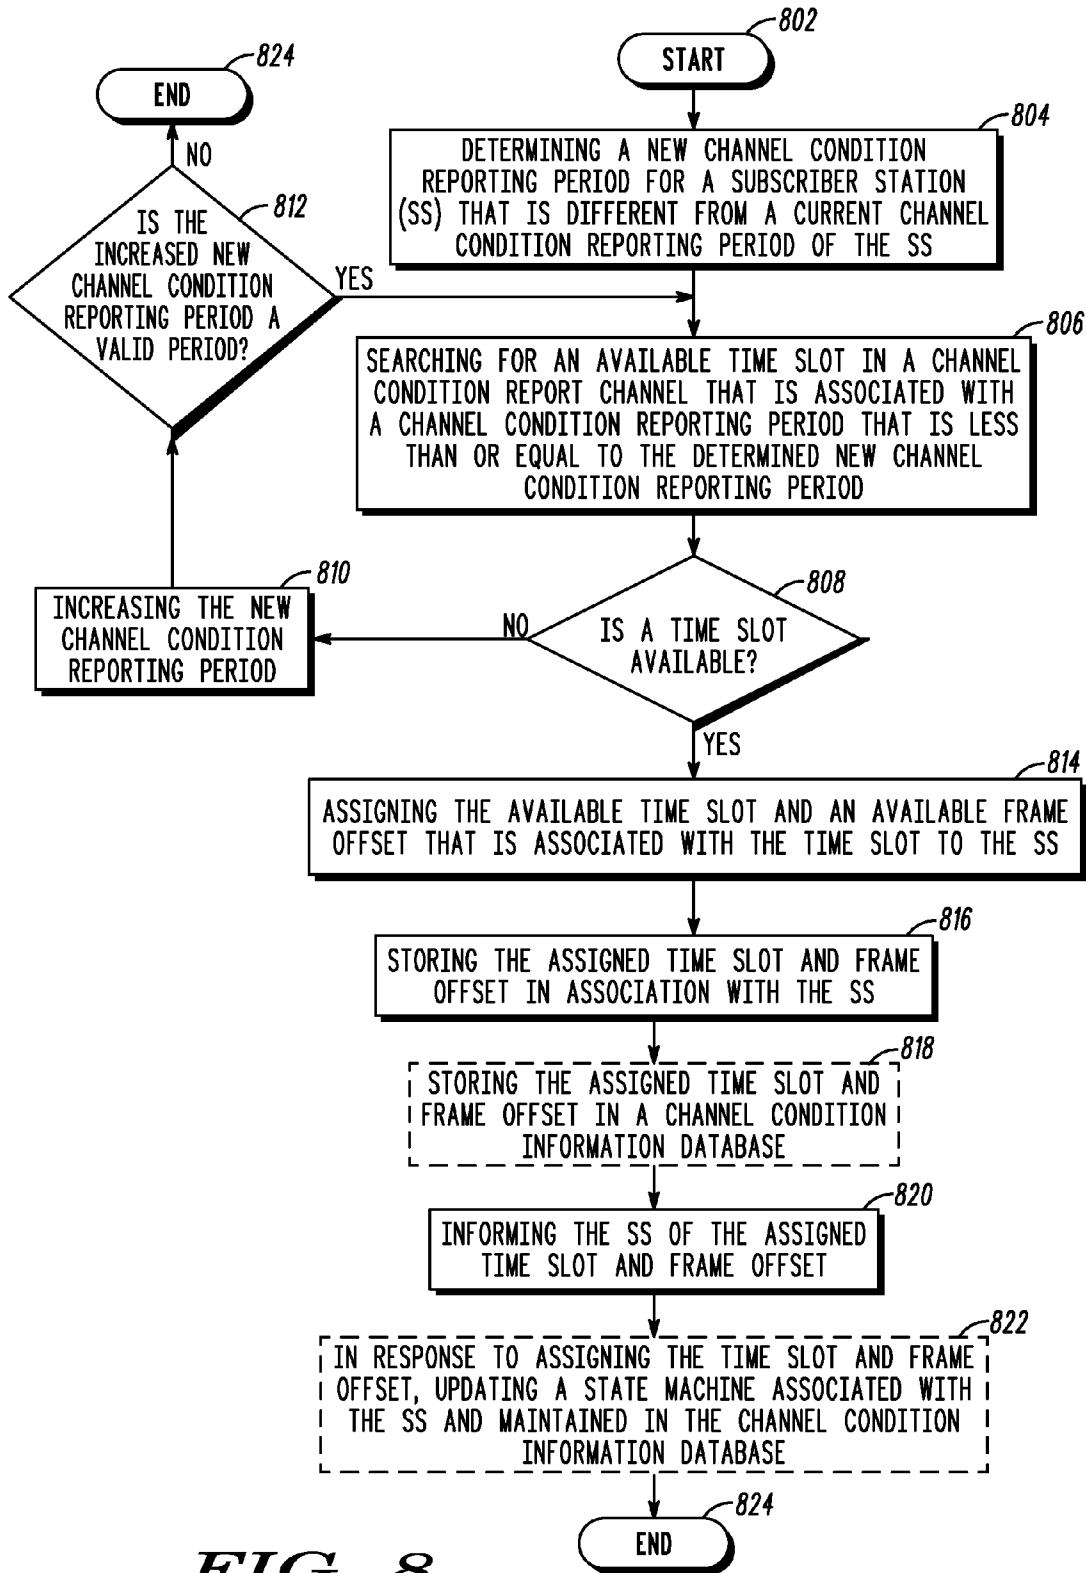 802
START
824
END
804
DETERMINING A NEW CHANNEL CONDITION
REPORTING PERIOD FOR A SUBSCRIBER STATION
(SS) THAT IS DIFFERENT FROM A CURRENT CHANNEL
CONDITION REPORTING PERIOD OF THE SS
NO
812
IS THE
INCREASED NEW
CHANNEL CONDITION
REPORTING PERIOD A
VALID PERIOD?
YES
806
SEARCHING FOR AN AVAILABLE TIME SLOT IN A CHANNEL
CONDITION REPORT CHANNEL THAT IS ASSOCIATED WITH
A CHANNEL CONDITION REPORTING PERIOD THAT IS LESS
THAN OR EQUAL TO THE DETERMINED NEW CHANNEL
CONDITION REPORTING PERIOD
810
INCREASING THE NEW
CHANNEL CONDITION
REPORTING PERIOD
NO
808
IS A TIME SLOT
AVAILABLE?
YES
814
ASSIGNING THE AVAILABLE TIME SLOT AND AN AVAILABLE FRAME
OFFSET THAT IS ASSOCIATED WITH THE TIME SLOT TO THE SS
816
STORING THE ASSIGNED TIME SLOT AND FRAME
OFFSET IN ASSOCIATION WITH THE SS
818
STORING THE ASSIGNED TIME SLOT AND
FRAME OFFSET IN A CHANNEL CONDITION
INFORMATION DATABASE
820
INFORMING THE SS OF THE ASSIGNED
TIME SLOT AND FRAME OFFSET
822
IN RESPONSE TO ASSIGNING THE TIME SLOT AND FRAME
OFFSET, UPDATING A STATE MACHINE ASSOCIATED WITH
THE SS AND MAINTAINED IN THE CHANNEL CONDITION
INFORMATION DATABASE
824
END
FIG. 8